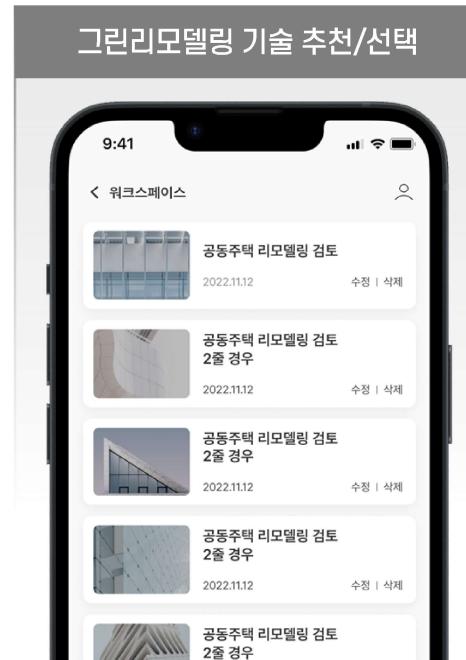 그린리모델링 기술 추천/선택
9:41
워크스페이스
공동주택 리모델링 검토
2022.11.12
수정 | 삭제
공동주택 리모델링 검토
2줄 경우
2022.11.12
수정 | 삭제
공동주택 리모델링 검토
2줄 경우
2022.11.12
수정 | 삭제
공동주택 리모델링 검토
2줄 경우
2022.11.12
수정 | 삭제
공동주택 리모델링 검토
2줄 경우